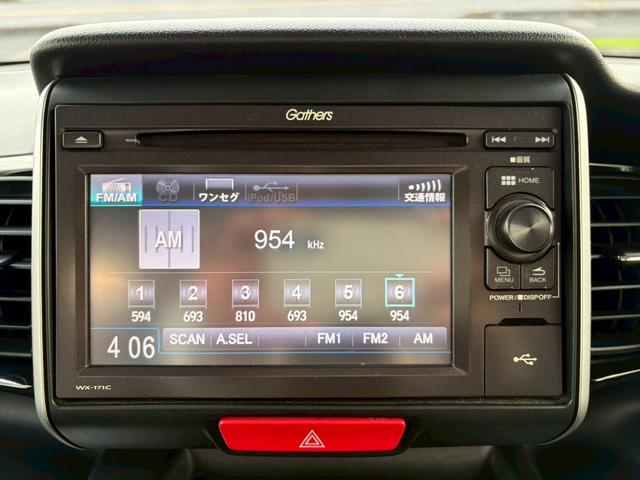 Gathers
画質
FM/AM CD ワンセグ iPod/USB 交通情報
HOME
AM 954 kHz
1 2 3 4 5 6
594 693 810 693 954 954
MENU BACK
POWER/ DISP OFF
4 06 SCAN A.SEL FM1 FM2 AM
WX-171C